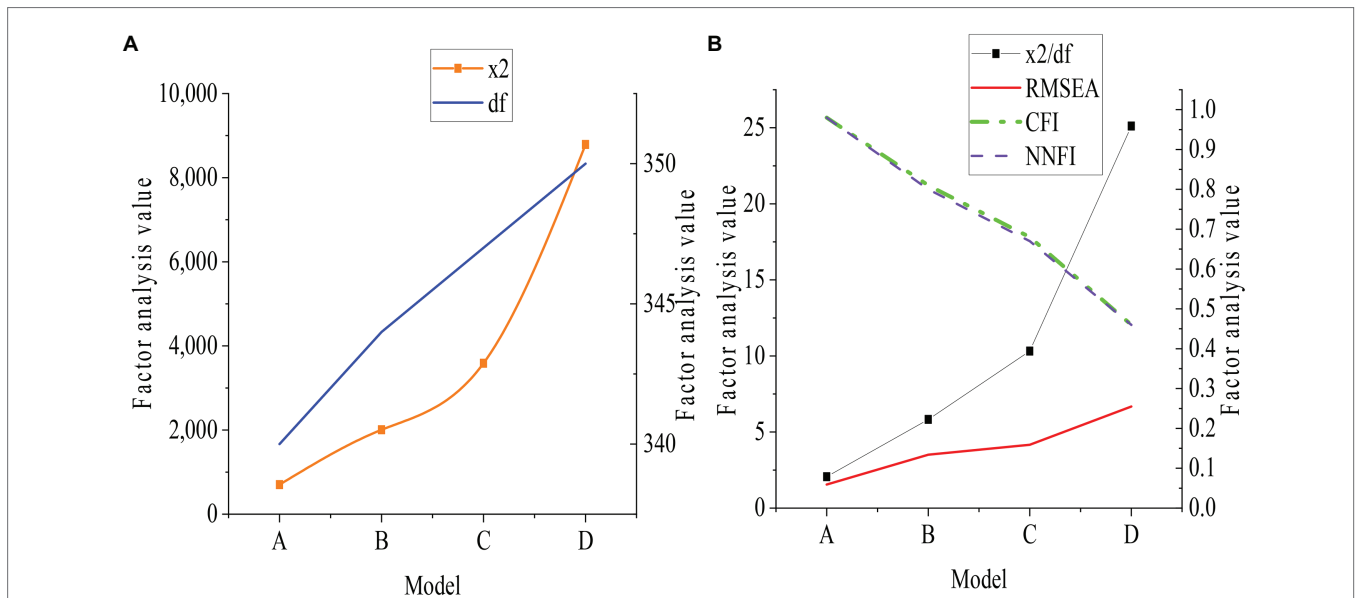 A
x2
df
10,000
8,000
6,000
4,000
2,000
0
Factor analysis value
350
345
340
Factor analysis value
A B C D
Model
B
x2/df
RMSEA
CFI
NNFI
25
20
15
10
5
0
Factor analysis value
1.0
0.9
0.8
0.7
0.6
0.5
0.4
0.3
0.2
0.1
0.0
Factor analysis value
A B C D
Model